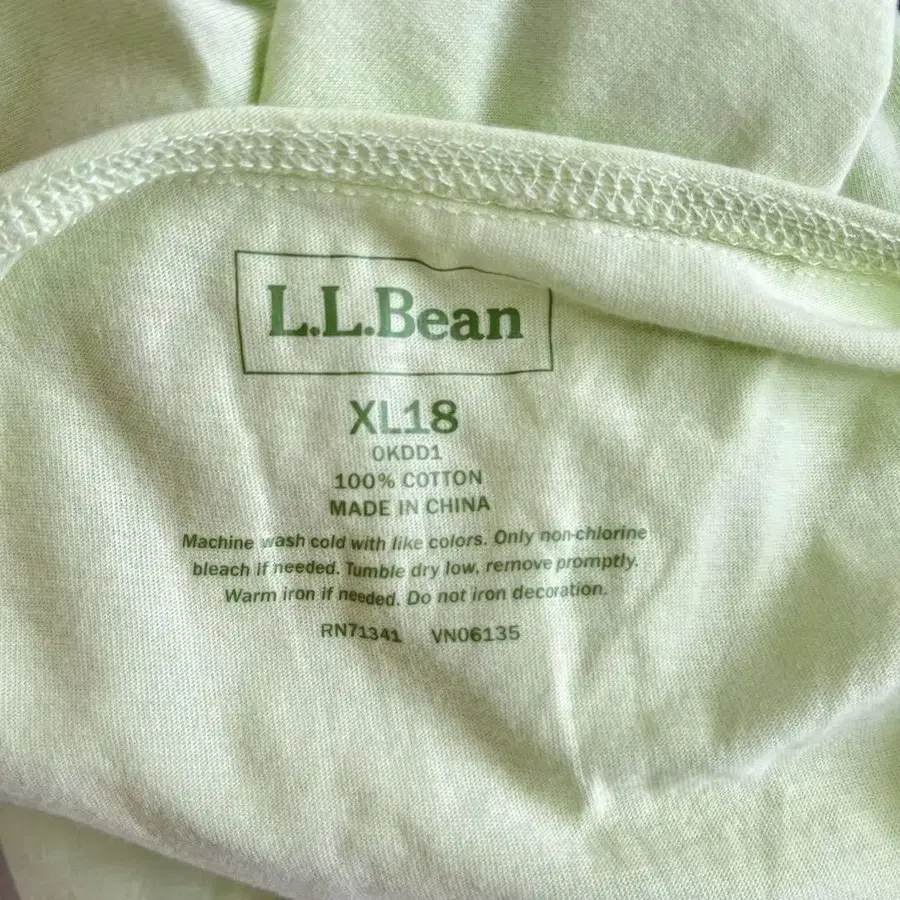 L.L.Bean
XL18
0KDD1
100% COTTON
MADE IN CHINA
Machine wash cold with like colors. Only non-chlorine
bleach if needed. Tumble dry low, remove promptly.
Warm iron if needed. Do not iron decoration.
RN71341 VN06135